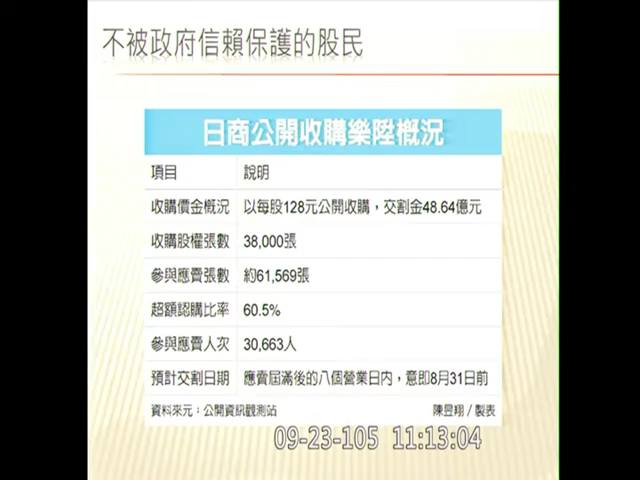 不被政府信賴保護的股民
日商公開收購樂陞概況
項目 說明
收購價金概況 以每股128元公開收購，交割金48.64億元
收購股權張數 38,000張
參與應賣張數 約61,569張
超額認購比率 60.5%
參與應賣人次 30,663人
預計交割日期 應賣屆滿後的八個營業日內，意即8月31日前
資料來元：公開資訊觀測站 陳昱翔/製表
09-23-105 11:13:04